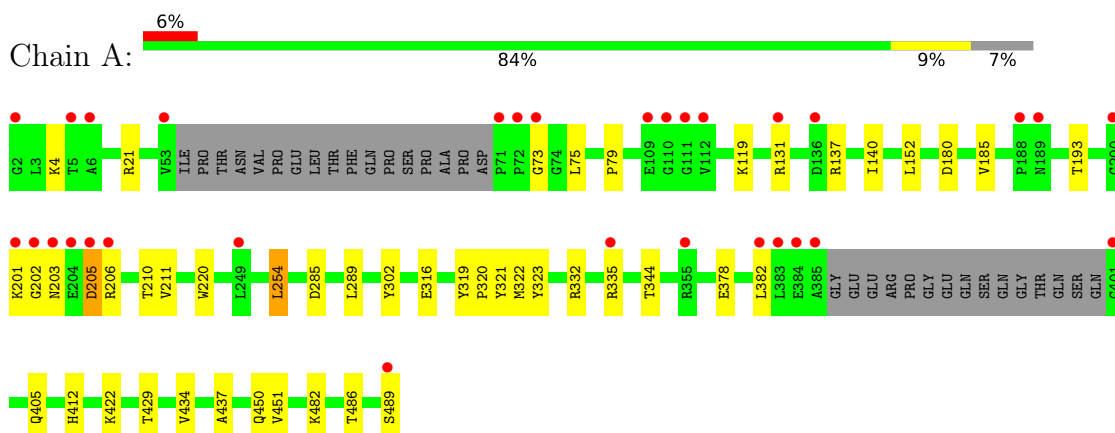 6%
Chain A:
84% 9% 7%
G2 L3 K4 T5 A6 R21 V53 ILE PRO THR ASN VAL PRO GLU LEU THR PHE GLN PRO SER PRO ALA PRO ASP P71 P72 G73 G74 L75 P79 E109 G110 G111 V112 K119 R131 D136 R137 I140 L152 D180 V185 P188 N189 T193 G200
K201 G202 N203 E204 D205 R206 T210 V211 W220 L249 L254 D285 L289 Y302 E316 Y319 P320 Y321 M322 Y323 R332 R335 T344 R355 E378 L382 L383 E384 A385 GLY GLU GLU ARG PRO GLY GLU GLN SER GLN GLY THR GLN SER GLN
Q405 H412 K422 T429 V434 A437 Q450 V451 K482 T486 S489